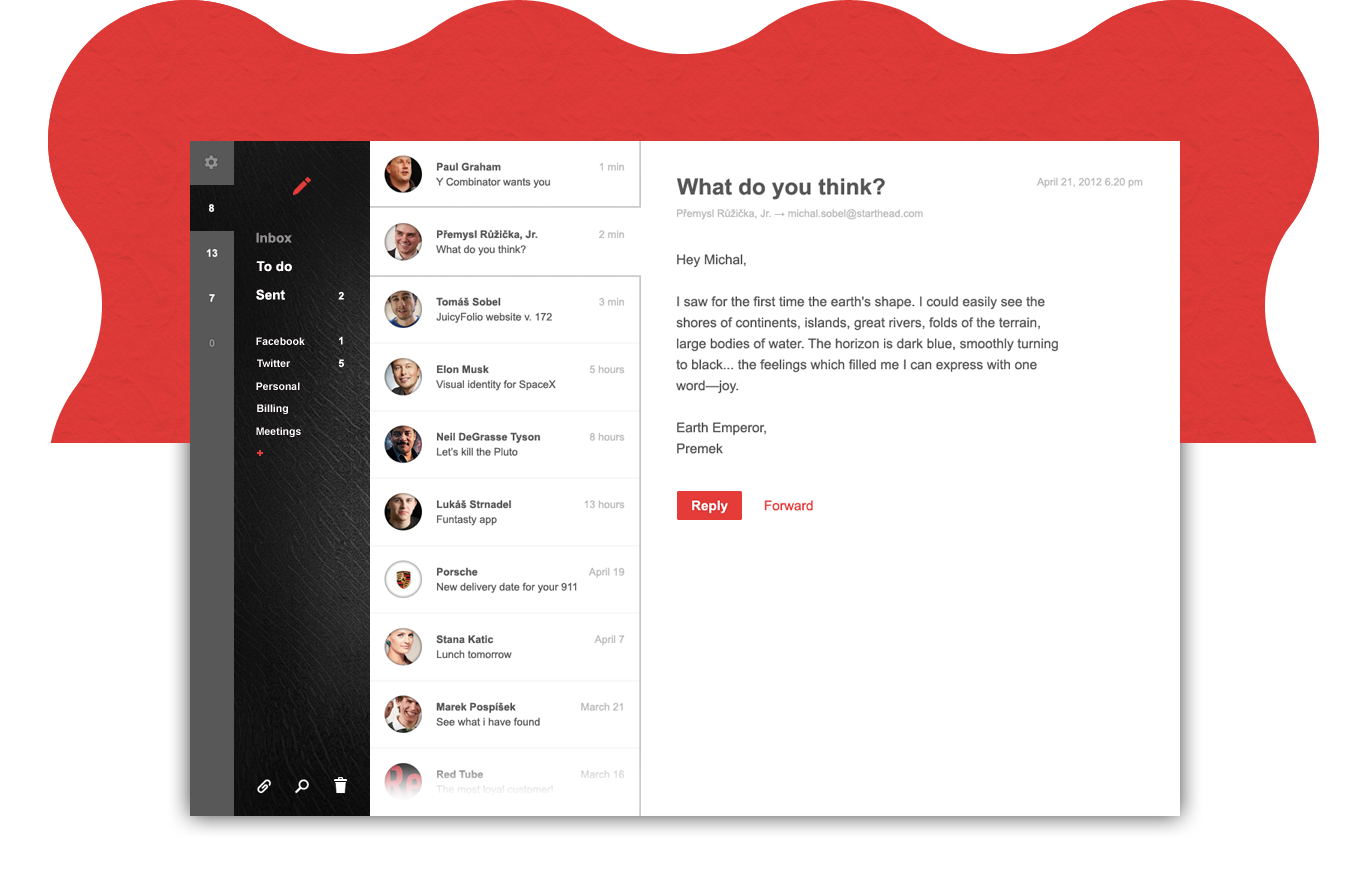 8
13
7
0
Inbox
To do
Sent 2
Facebook 1
Twitter 5
Personal
Billing
Meetings
+
Paul Graham 1 min
Y Combinator wants you
Přemysl Růžička, Jr. 2 min
What do you think?
Tomáš Sobel 3 min
JuicyFolio website v. 172
Elon Musk 5 hours
Visual identity for SpaceX
Neil DeGrasse Tyson 8 hours
Let's kill the Pluto
Lukáš Strnadel 13 hours
Funtasty app
Porsche April 19
New delivery date for your 911
Stana Katic April 7
Lunch tomorrow
Marek Pospíšek March 21
See what i have found
Re
Red Tube March 16
The most loyal customer!
What do you think? April 21, 2012 6.20 pm
Přemysl Růžička, Jr. → michal.sobel@starthead.com
Hey Michal,
I saw for the first time the earth's shape. I could easily see the
shores of continents, islands, great rivers, folds of the terrain,
large bodies of water. The horizon is dark blue, smoothly turning
to black... the feelings which filled me I can express with one
word—joy.
Earth Emperor,
Premek
Reply Forward